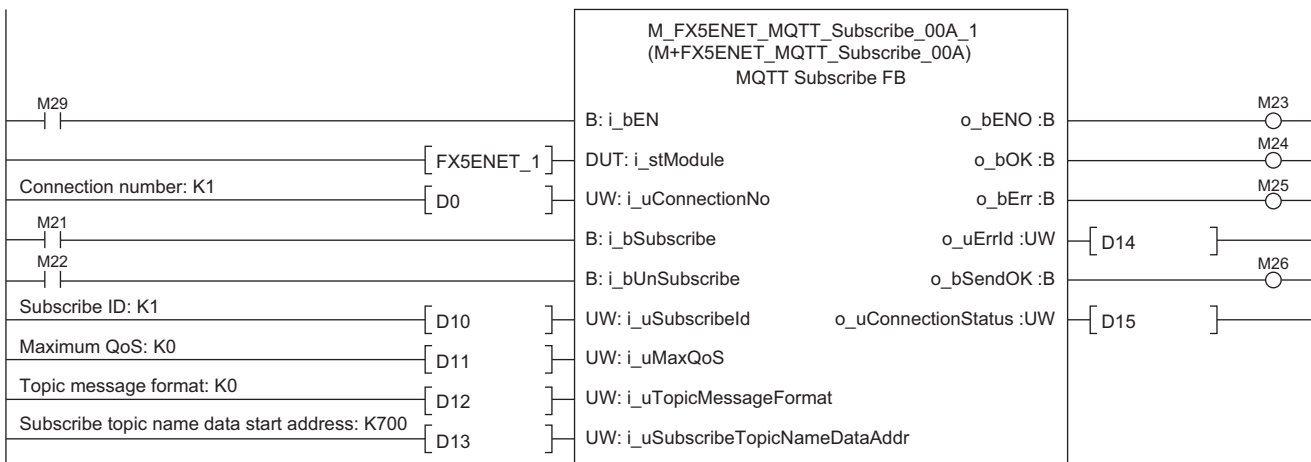 M_FX5ENET_MQTT_Subscribe_00A_1
(M+FX5ENET_MQTT_Subscribe_00A)
MQTT Subscribe FB
M29
B: i_bEN
o_bENO :B
M23
FX5ENET_1
DUT: i_stModule
o_bOK :B
M24
Connection number: K1
D0
UW: i_uConnectionNo
o_bErr :B
M25
M21
B: i_bSubscribe
o_uErrId :UW
D14
M22
B: i_bUnSubscribe
o_bSendOK :B
M26
Subscribe ID: K1
D10
UW: i_uSubscribeId
o_uConnectionStatus :UW
D15
Maximum QoS: K0
D11
UW: i_uMaxQoS
Topic message format: K0
D12
UW: i_uTopicMessageFormat
Subscribe topic name data start address: K700
D13
UW: i_uSubscribeTopicNameDataAddr